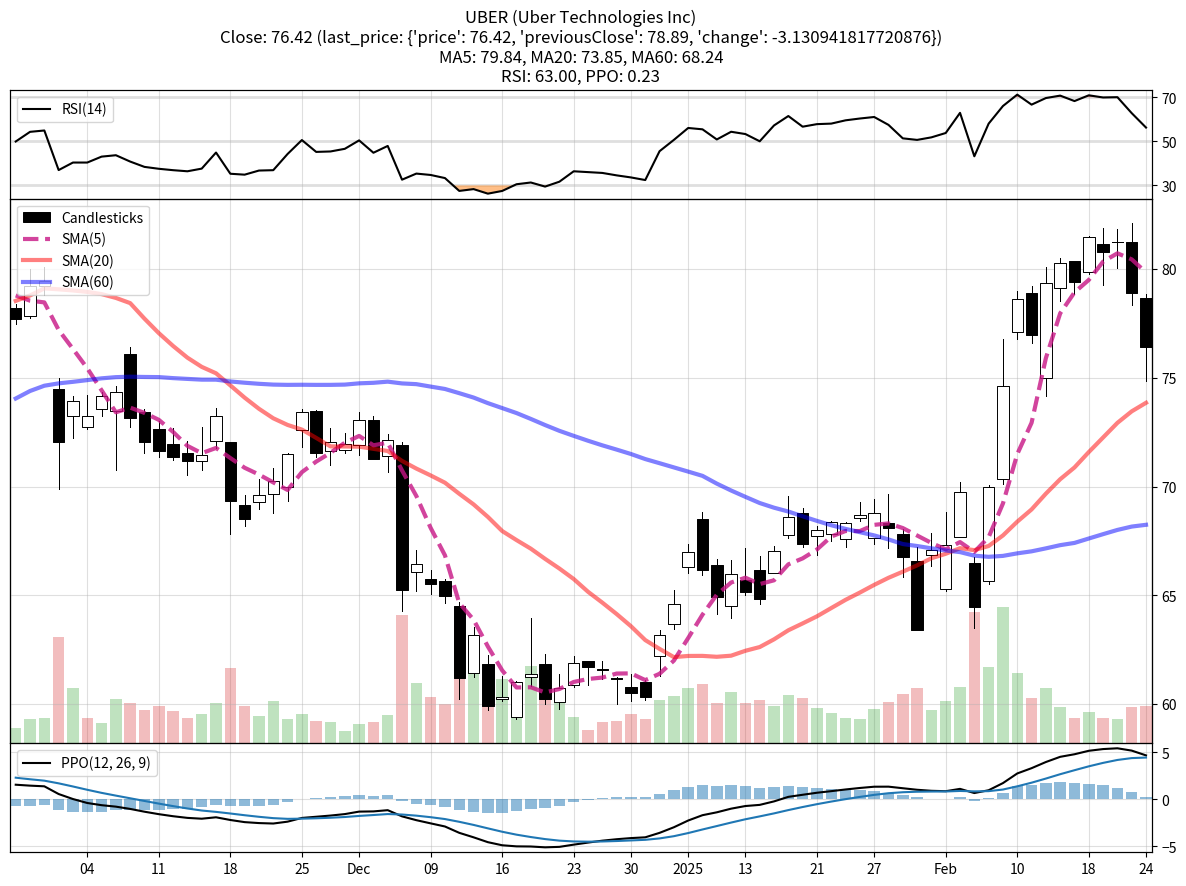 UBER (Uber Technologies Inc)
Close: 76.42 (last_price: {'price': 76.42, 'previousClose': 78.89, 'change': -3.130941817720876})
MA5: 79.84, MA20: 73.85, MA60: 68.24
RSI: 63.00, PPO: 0.23
RSI(14)
70
50
30
Candlesticks
SMA(5)
SMA(20)
SMA(60)
80
75
70
65
60
PPO(12, 26, 9)
5
0
−5
04 11 18 25 Dec 09 16 23 30 2025 13 21 27 Feb 10 18 24